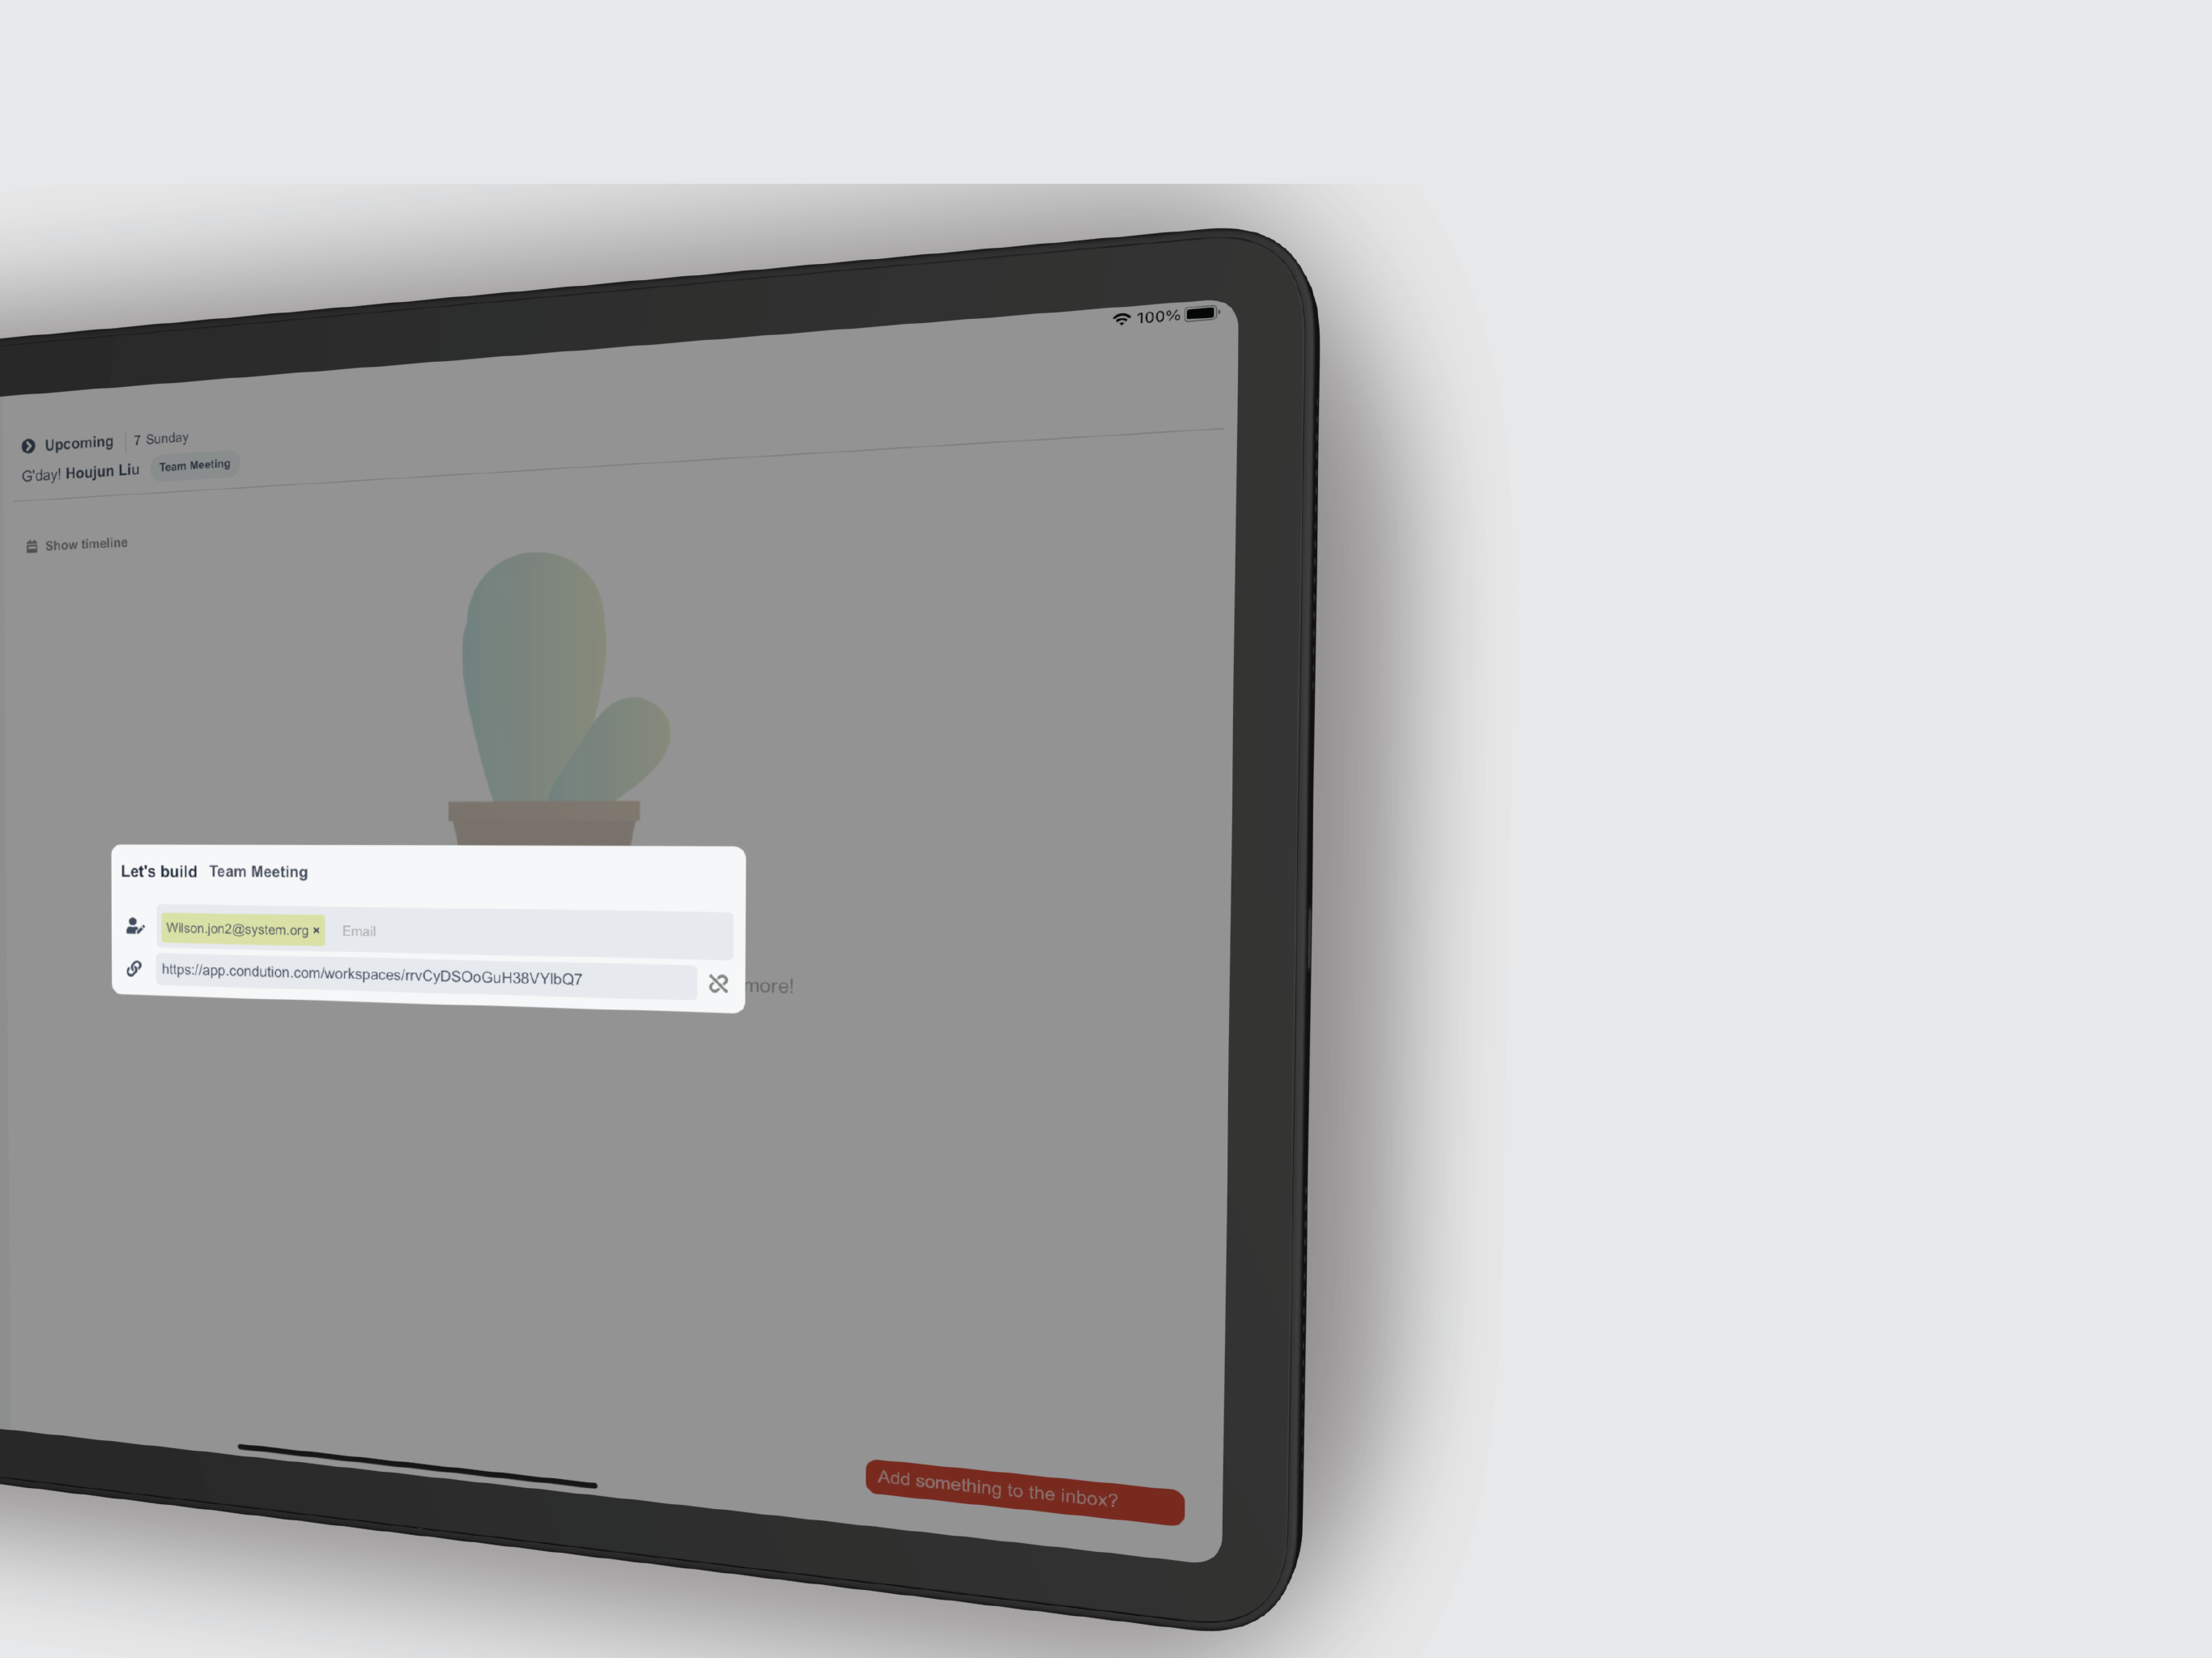 100%
Upcoming 7 Sunday
G'day! Houjun Liu Team Meeting
Show timeline
Let's build Team Meeting
Wilson.jon2@system.org × Email
https://app.condution.com/workspaces/rrvCyDSOoGuH38VYIbQ7
more!
Add something to the inbox?